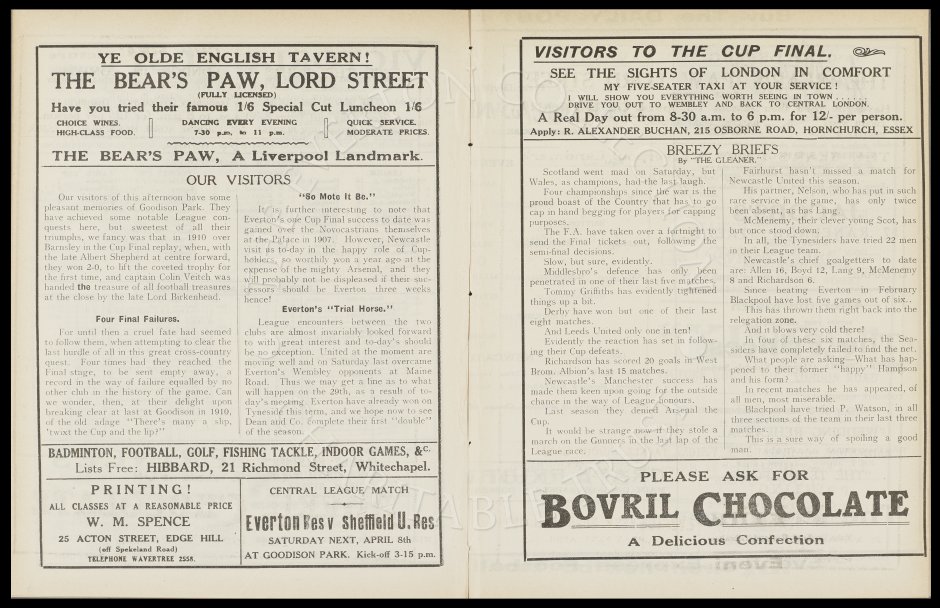 YE OLDE ENGLISH TAVERN!
THE BEAR'S PAW, LORD STREET
(FULLY LICENSED)
Have you tried their famous 1/6 Special Cut Luncheon 1/6
CHOICE WINES.
HIGH-CLASS FOOD.
DANCING EVERY EVENING
7-30 p.m. to 11 p.m.
QUICK SERVICE.
MODERATE PRICES.
THE BEAR'S PAW, A Liverpool Landmark.
OUR VISITORS
Our visitors of this afternoon have some
pleasant memories of Goodison Park. They
have achieved some notable League con-
quests here, but sweetest of all their
triumphs, we fancy was that in 1910 over
Barnsley in the Cup Final replay, when, with
the late Albert Shepherd at centre forward,
they won 2-0, to lift the coveted trophy for
the first time, and captain Colin Veitch was
handed the treasure of all football treasures
at the close by the late Lord Birkenhead.
Four Final Failures.
For until then a cruel fate had seemed
to follow them, when attempting to clear the
last hurdle of all in this great cross-country
quest. Four times had they reached the
Final stage, to be sent empty away, a
record in the way of failure equalled by no
other club in the history of the game. Can
we wonder, then, at their delight upon
breaking clear at last at Goodison in 1910,
of the old adage "There's many a slip,
'twixt the Cup and the lip?"
"So Mote It Be."
It is further interesting to note that
Everton's one Cup Final success to date was
gained over the Novocastrians themselves
at the Palace in 1907. However, Newcastle
visit us to-day in the happy role of Cup-
holders, so worthily won a year ago at the
expense of the mighty Arsenal, and they
will probably not be displeased if their suc-
cessors should be Everton three weeks
hence!
Everton's "Trial Horse."
League encounters between the two
clubs are almost invariably looked forward
to with great interest and to-day's should
be no exception. United at the moment are
moving well and on Saturday last overcame
Everton's Wembley opponents at Maine
Road. Thus we may get a line as to what
will happen on the 29th, as a result of to-
day's meeting. Everton have already won on
Tyneside this term, and we hope now to see
Dean and Co. complete their first "double"
of the season.
BADMINTON, FOOTBALL, GOLF, FISHING TACKLE, INDOOR GAMES, &c.
Lists Free: HIBBARD, 21 Richmond Street, Whitechapel.
PRINTING!
ALL CLASSES AT A REASONABLE PRICE
W. M. SPENCE
25 ACTON STREET, EDGE HILL
(off Spekeland Road)
TELEPHONE WAVERTREE 2558.
CENTRAL LEAGUE MATCH
Everton Res v Sheffield U. Res
SATURDAY NEXT, APRIL 8th
AT GOODISON PARK. Kick-off 3-15 p.m.
VISITORS TO THE CUP FINAL.
SEE THE SIGHTS OF LONDON IN COMFORT
MY FIVE-SEATER TAXI AT YOUR SERVICE!
I WILL SHOW YOU EVERYTHING WORTH SEEING IN TOWN . .
DRIVE YOU OUT TO WEMBLEY AND BACK TO CENTRAL LONDON.
A Real Day out from 8-30 a.m. to 6 p.m. for 12/- per person.
Apply: R. ALEXANDER BUCHAN, 215 OSBORNE ROAD, HORNCHURCH, ESSEX
BREEZY BRIEFS
By "THE GLEANER."
Scotland went mad on Saturday, but
Wales, as champions, had the last laugh.
Four championships since the war is the
proud boast of the Country that has to go
cap in hand begging for players for capping
purposes.
The F.A. have taken over a fortnight to
send the Final tickets out, following the
semi-final decisions.
Slow, but sure, evidently.
Middlesbro's defence has only been
penetrated in one of their last five matches.
Tommy Griffiths has evidently tightened
things up a bit.
Derby have won but one of their last
eight matches.
And Leeds United only one in ten!
Evidently the reaction has set in follow-
ing their Cup defeats.
Richardson has scored 20 goals in West
Brom. Albion's last 15 matches.
Newcastle's Manchester success has
made them keen upon going for the outside
chance in the way of League honours.
Last season they denied Arsenal the
Cup.
It would be strange now if they stole a
march on the Gunners in the last lap of the
League race.
Fairhurst hasn't missed a match for
Newcastle United this season.
His partner, Nelson, who has put in such
rare service in the game, has only twice
been absent, as has Lang.
McMenemy, their clever young Scot, has
but once stood down.
In all, the Tynesiders have tried 22 men
in their League team.
Newcastle's chief goalgetters to date
are: Allen 16, Boyd 12, Lang 9, McMenemy
8 and Richardson 6.
Since beating Everton in February
Blackpool have lost five games out of six..
This has thrown them right back into the
relegation zone.
And it blows very cold there!
In four of these six matches, the Sea-
siders have completely failed to find the net.
What people are asking—What has hap-
pened to their former "happy" Hampson
and his form?
In recent matches he has appeared, of
all men, most miserable.
Blackpool have tried P. Watson, in all
three sections of the team in their last three
matches.
This is a sure way of spoiling a good
man.
PLEASE ASK FOR
BOVRIL CHOCOLATE
A Delicious Confection